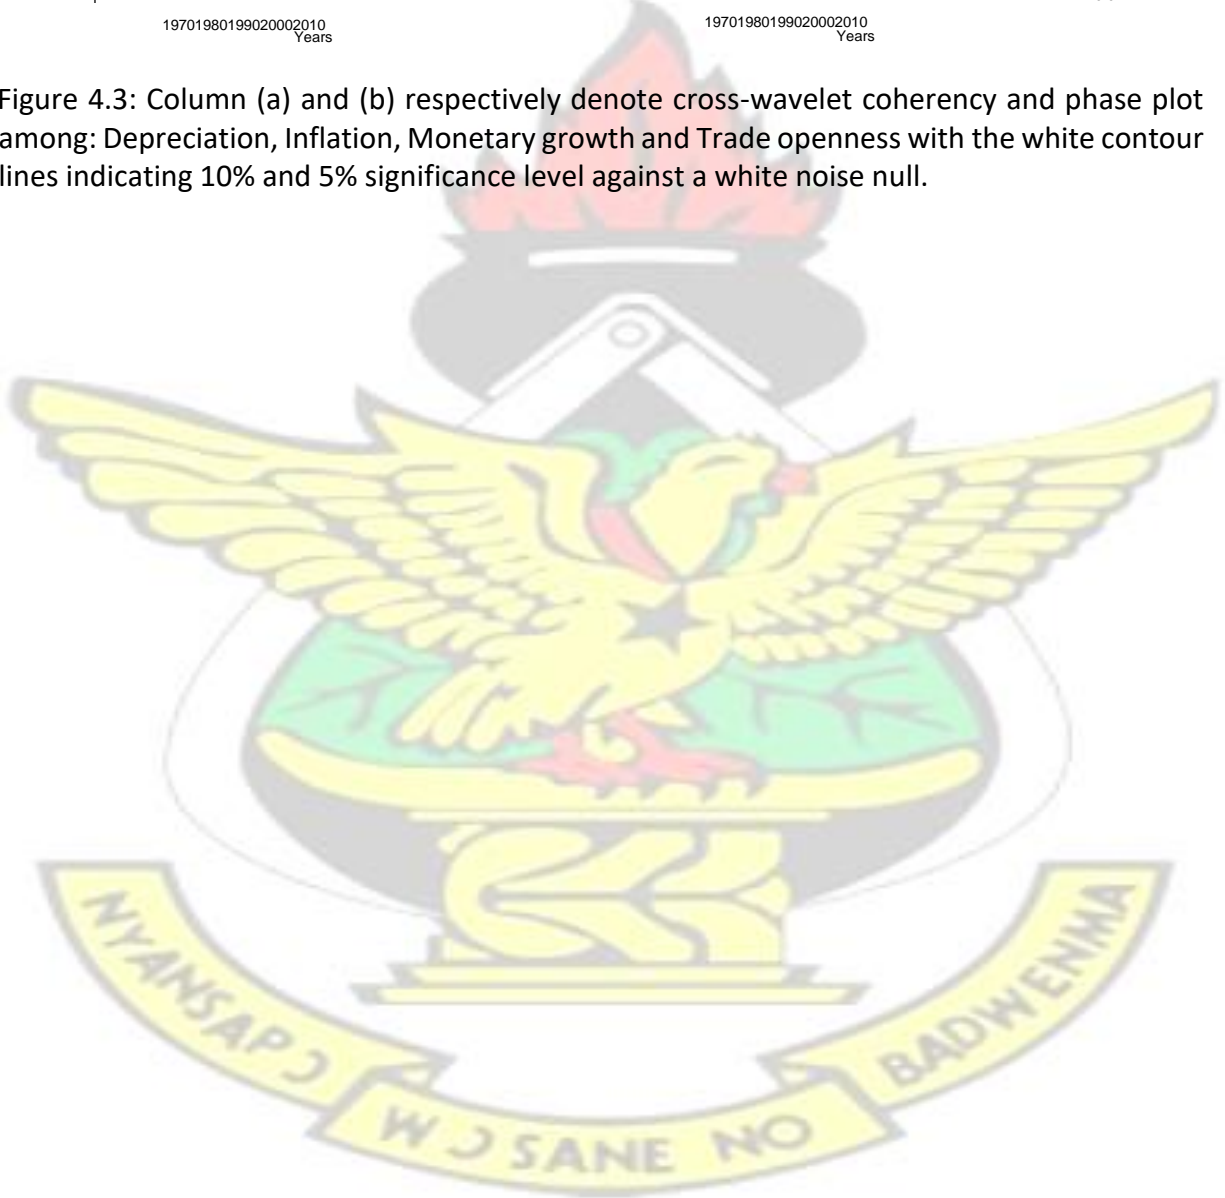 19701980199020002010
Years
19701980199020002010
Years
Figure 4.3: Column (a) and (b) respectively denote cross-wavelet coherency and phase plot
among: Depreciation, Inflation, Monetary growth and Trade openness with the white contour
lines indicating 10% and 5% significance level against a white noise null.
NYANSAPƆ
WƆ SANE NO
BADWENMA